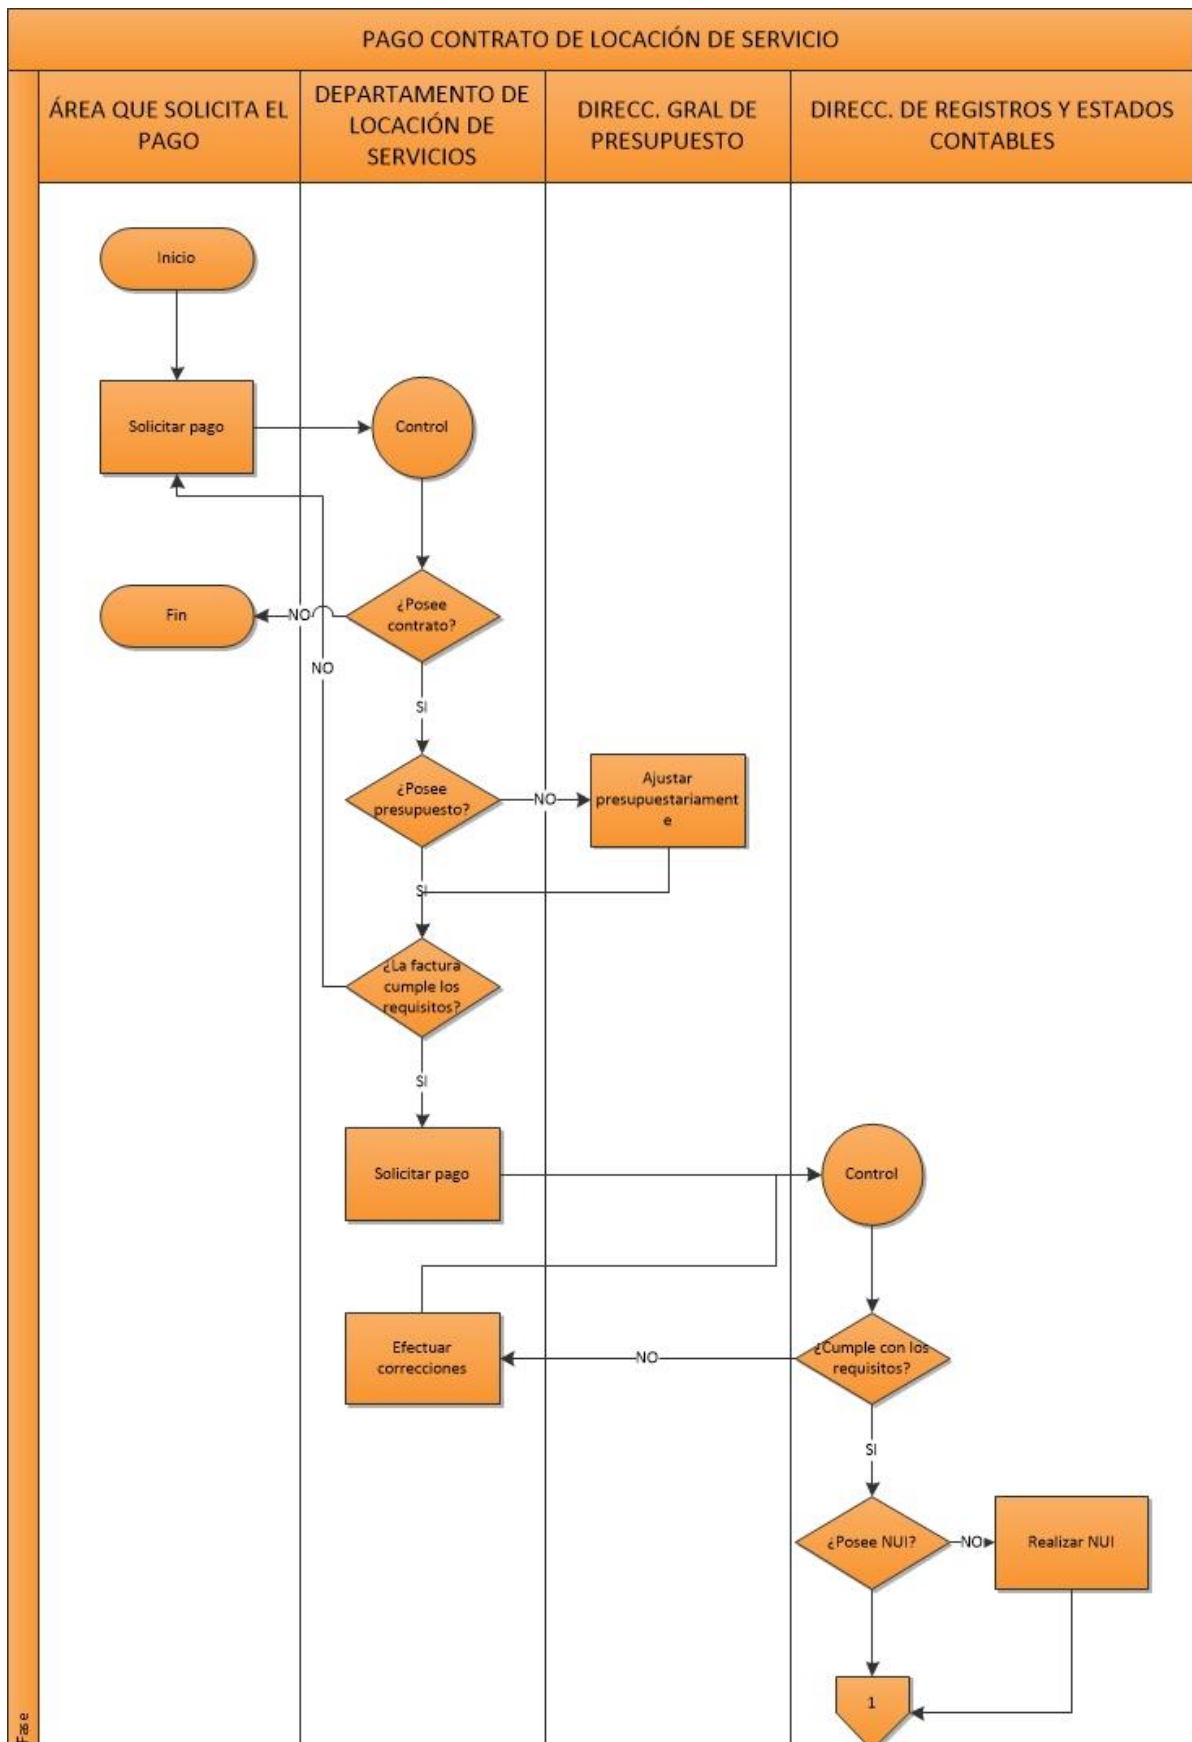 PAGO CONTRATO DE LOCACIÓN DE SERVICIO
ÁREA QUE SOLICITA EL
PAGO
DEPARTAMENTO DE
LOCACIÓN DE
SERVICIOS
DIRECC. GRAL DE
PRESUPUESTO
DIRECC. DE REGISTROS Y ESTADOS
CONTABLES
Inicio
Solicitar pago
Control
Fin
NO
¿Posee
contrato?
NO
SI
¿Posee
presupuesto?
NO
Ajustar
presupuestariament
e
SI
¿La factura
cumple los
requisitos?
SI
Solicitar pago
Control
Efectuar
correcciones
NO
¿Cumple con los
requisitos?
SI
¿Posee NUI?
NO
Realizar NUI
1
Fase